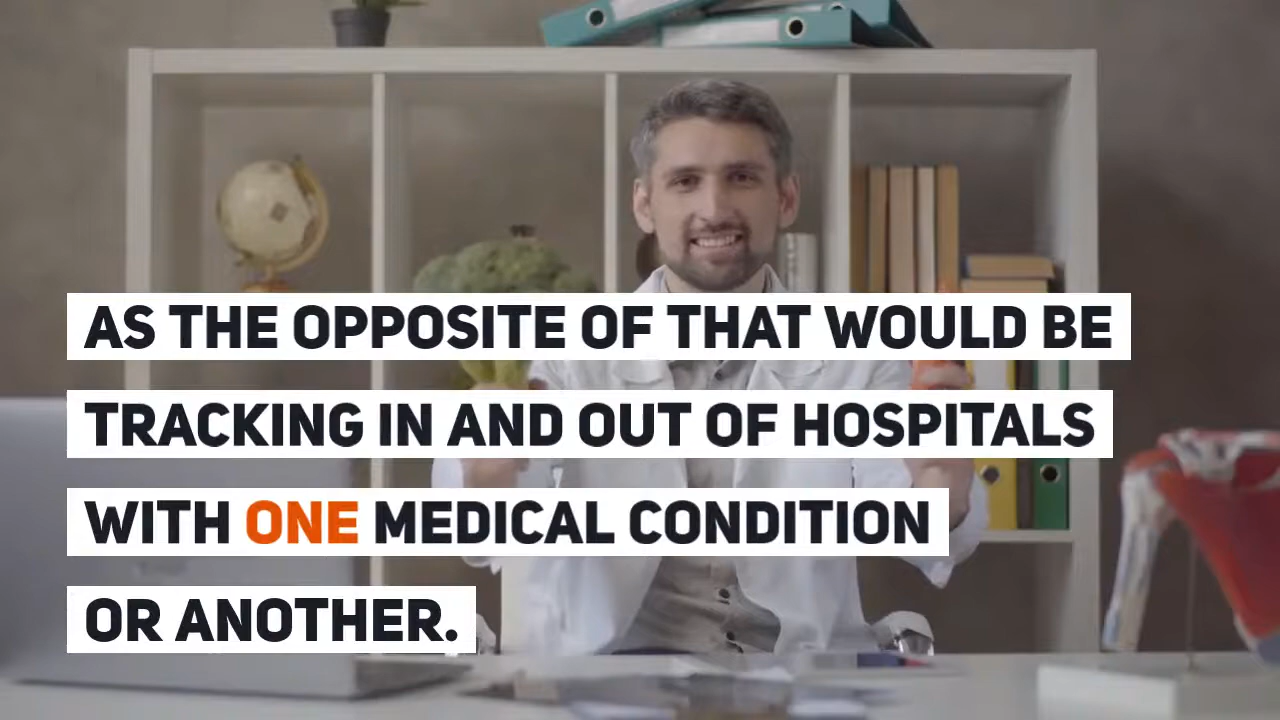 AS THE OPPOSITE OF THAT WOULD BE
TRACKING IN AND OUT OF HOSPITALS
WITH ONE MEDICAL CONDITION
OR ANOTHER.